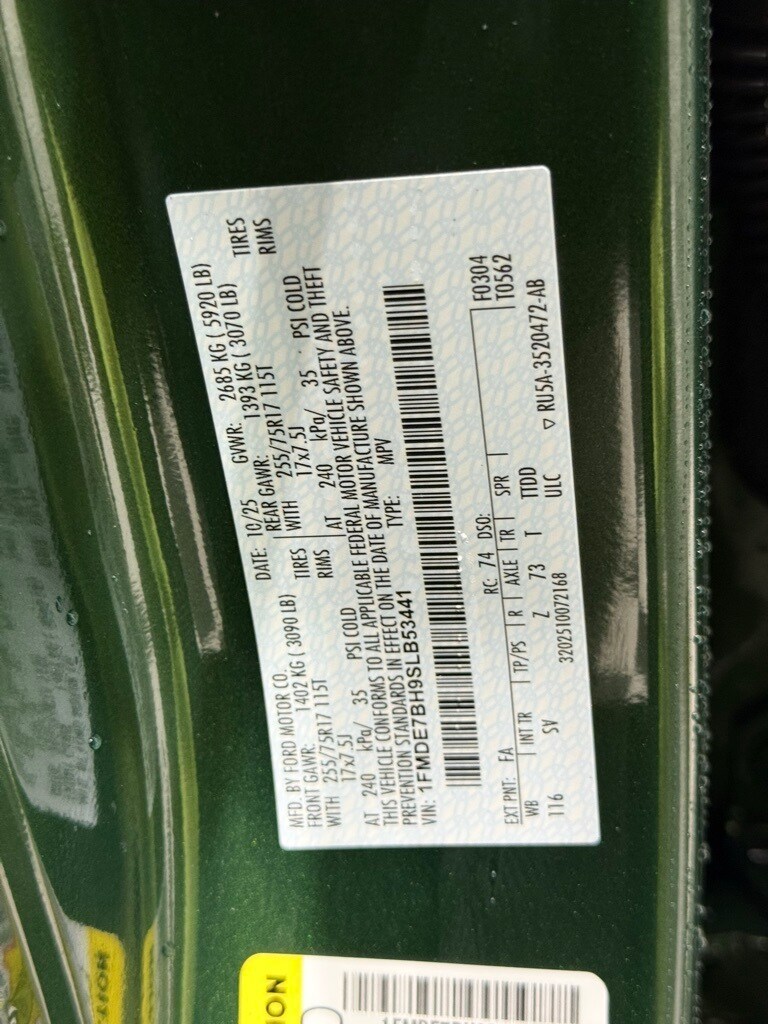 MFD. BY FORD MOTOR CO. DATE: 10/25 GVWR: 2685 KG ( 5920 LB)
FRONT GAWR: 1402 KG ( 3090 LB) REAR GAWR: 1393 KG ( 3070 LB)
WITH 255/75R17 115T TIRES WITH 255/75R17 115T TIRES
17x7.5J RIMS 17x7.5J RIMS
AT 240 kPa/ 35 PSI COLD AT 240 kPa/ 35 PSI COLD
THIS VEHICLE CONFORMS TO ALL APPLICABLE FEDERAL MOTOR VEHICLE SAFETY AND THEFT
PREVENTION STANDARDS IN EFFECT ON THE DATE OF MANUFACTURE SHOWN ABOVE.
VIN: 1FMDE7BH9SLB53441 TYPE: MPV
EXT PNT: FA RC: 74 DSO: F0304
WB INT TR TP/PS R AXLE TR SPR T0562
116 SV Z 73 T TTDD
3202510072168 ULC ▽ RU5A-3520472-AB